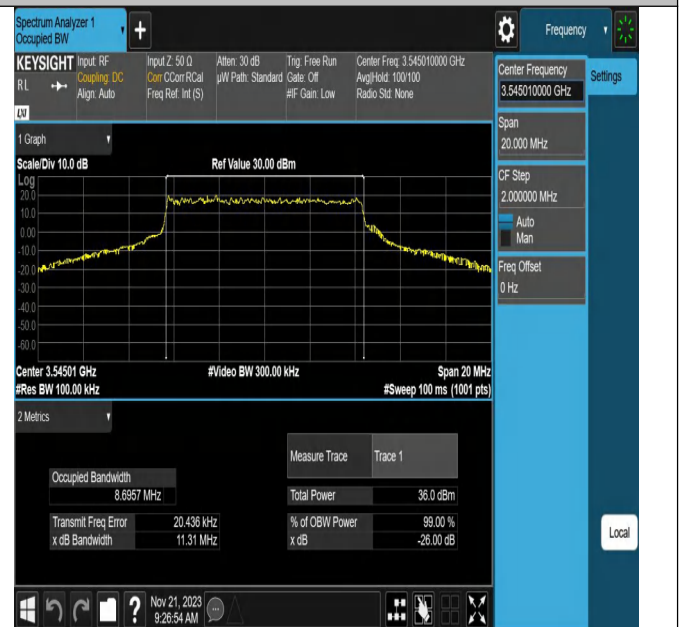 Spectrum Analyzer 1
Occupied BW
+
Frequency
KEYSIGHT
RL
LXI
Input: RF
Coupling: DC
Align: Auto
Input Z: 50 Ω
Corr CCorr RCal
Freq Ref: Int (S)
Atten: 30 dB
µW Path: Standard
Trig: Free Run
Gate: Off
#IF Gain: Low
Center Freq: 3.545010000 GHz
Avg|Hold: 100/100
Radio Std: None
Center Frequency
3.545010000 GHz
Settings
Span
20.000 MHz
CF Step
2.000000 MHz
Auto
Man
Freq Offset
0 Hz
Local
1 Graph
Scale/Div 10.0 dB
Ref Value 30.00 dBm
Log
20.0
10.0
0.00
-10.0
-20.0
-30.0
-40.0
-50.0
-60.0
Center 3.54501 GHz
#Video BW 300.00 kHz
Span 20 MHz
#Res BW 100.00 kHz
#Sweep 100 ms (1001 pts)
2 Metrics
Measure Trace Trace 1
Occupied Bandwidth
8.6957 MHz
Total Power 36.0 dBm
Transmit Freq Error 20.436 kHz
% of OBW Power 99.00 %
x dB Bandwidth 11.31 MHz
x dB -26.00 dB
?
Nov 21, 2023
9:26:54 AM